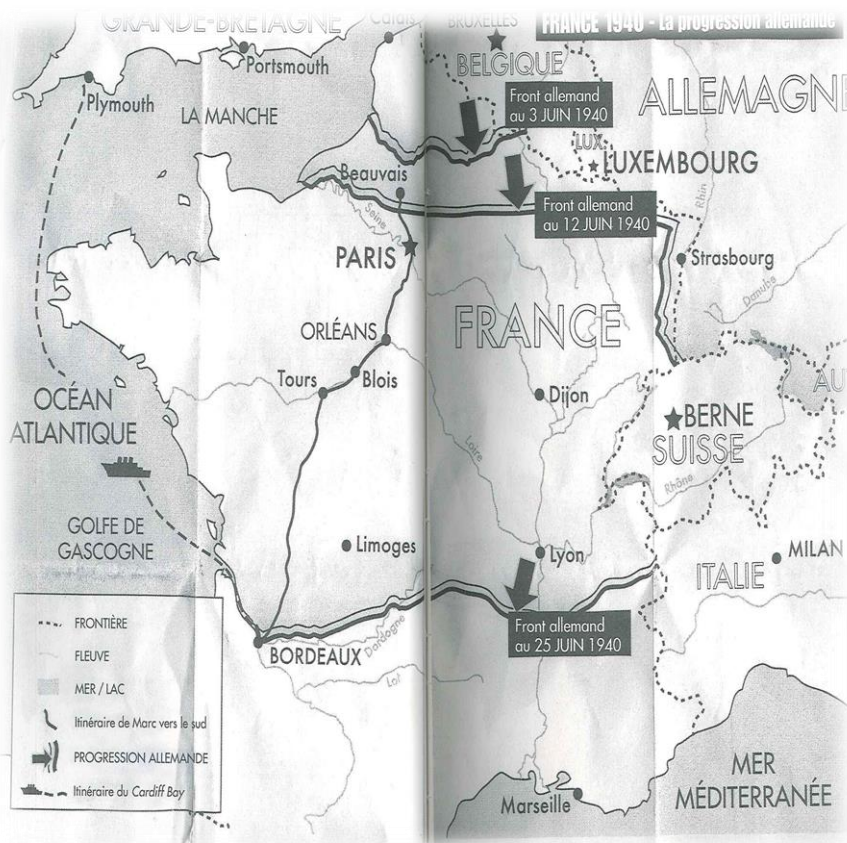 GRANDE-BRETAGNE
Calais
BRUXELLES
FRANCE 1940 - La progression allemande
Portsmouth
BELGIQUE
Plymouth
LA MANCHE
Front allemand
au 3 JUIN 1940
ALLEMAGNE
LUX.
LUXEMBOURG
Beauvais
Seine
Front allemand
au 12 JUIN 1940
Rhin
PARIS
Strasbourg
Danube
ORLÉANS
FRANCE
Tours
Blois
Dijon
AU
OCÉAN
ATLANTIQUE
BERNE
SUISSE
Loire
Rhône
GOLFE DE
GASCOGNE
Limoges
Lyon
MILAN
ITALIE
FRONTIÈRE
FLEUVE
MER / LAC
Itinéraire de Marc vers le sud
PROGRESSION ALLEMANDE
Itinéraire du Cardiff Bay
BORDEAUX
Dordogne
Lot
Front allemand
au 25 JUIN 1940
Marseille
MER
MÉDITERRANÉE